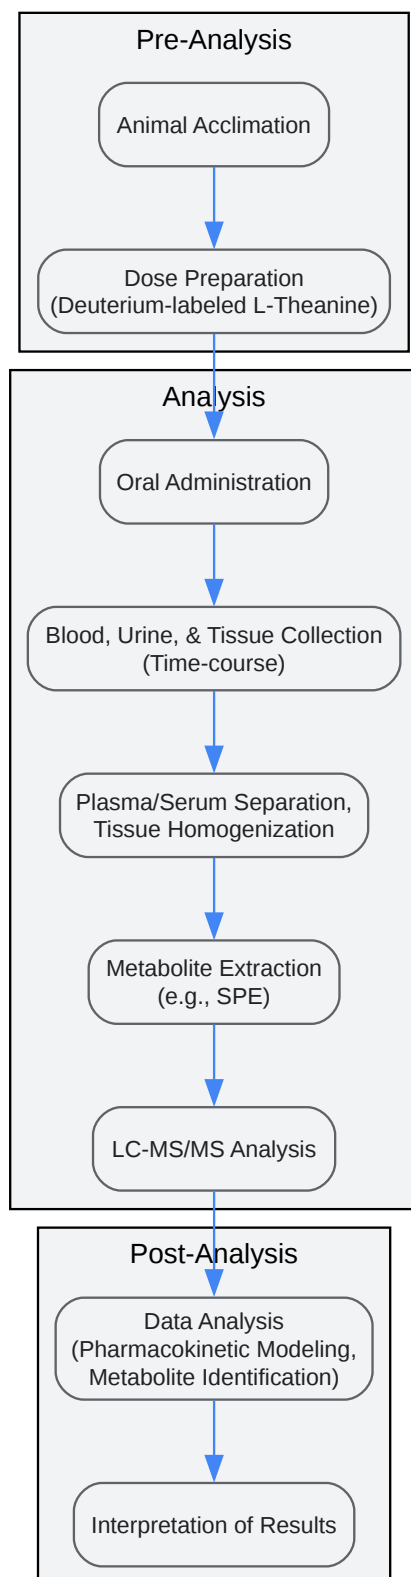 Pre-Analysis
Animal Acclimation
Dose Preparation
(Deuterium-labeled L-Theanine)
Analysis
Oral Administration
Blood, Urine, & Tissue Collection
(Time-course)
Plasma/Serum Separation,
Tissue Homogenization
Metabolite Extraction
(e.g., SPE)
LC-MS/MS Analysis
Post-Analysis
Data Analysis
(Pharmacokinetic Modeling,
Metabolite Identification)
Interpretation of Results